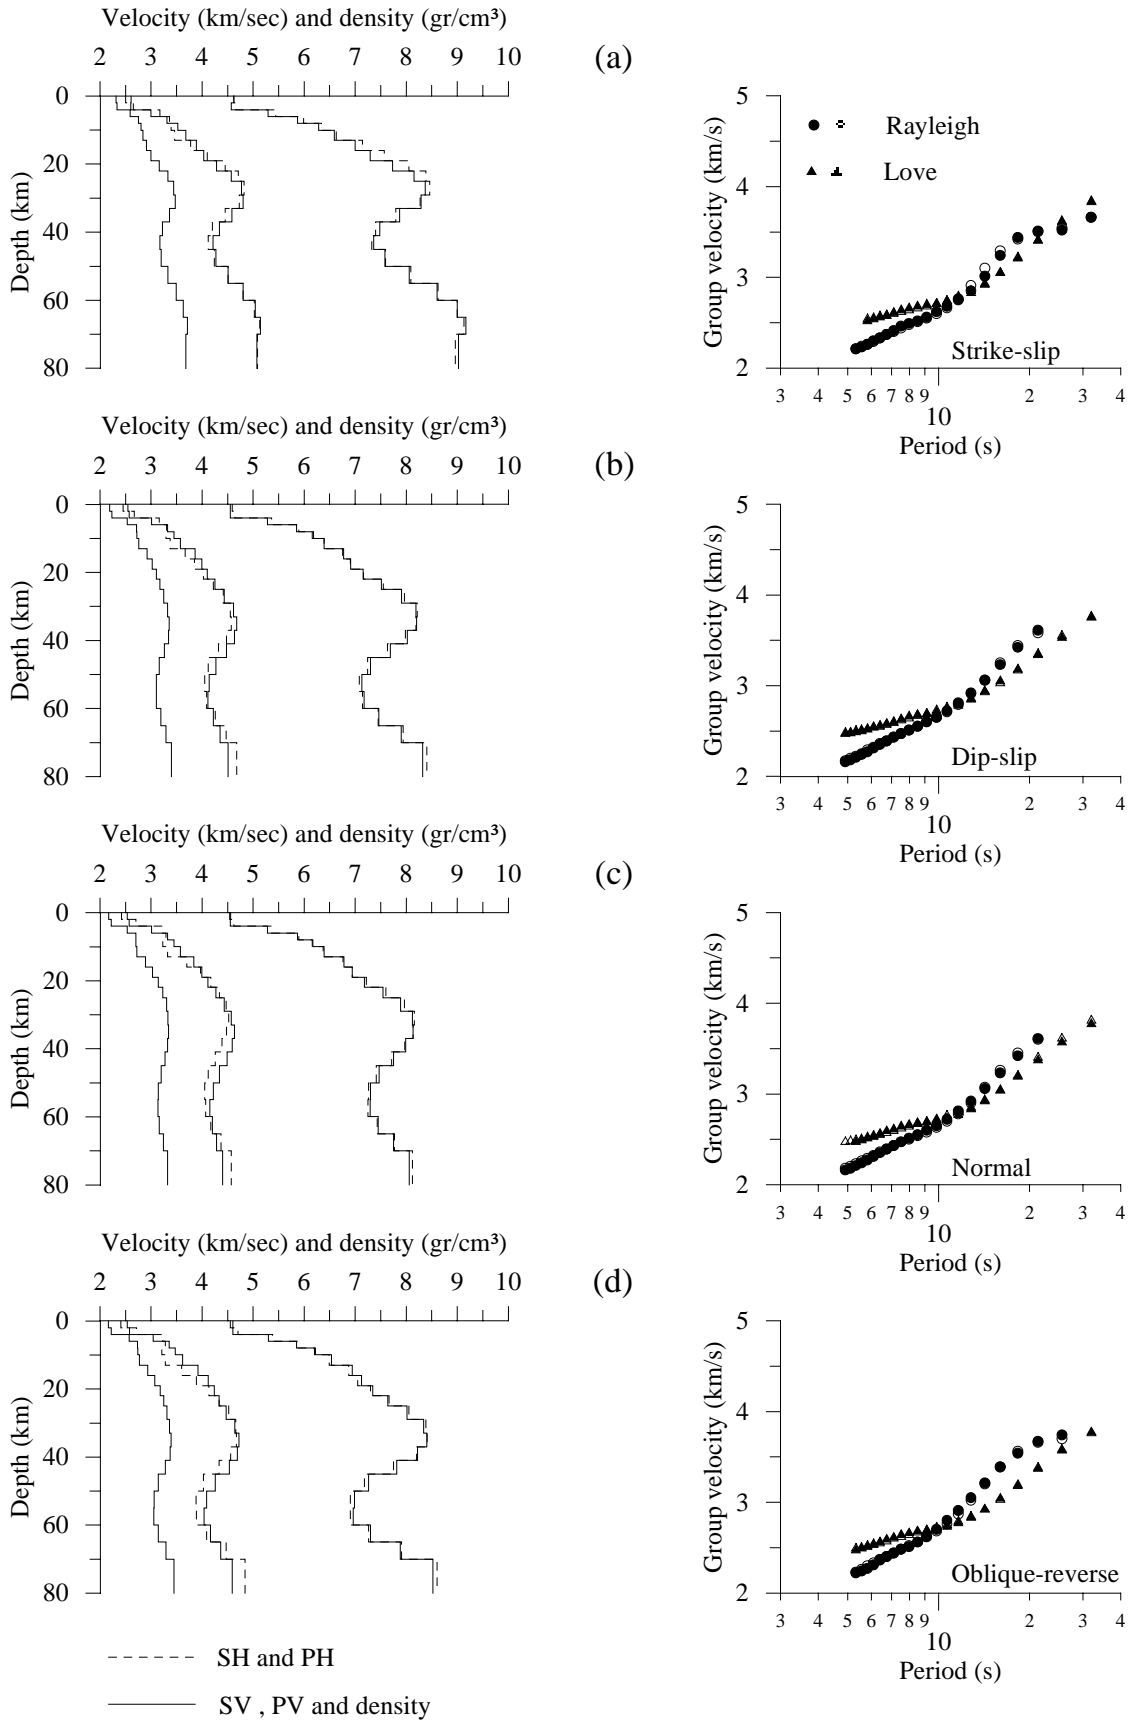 Velocity (km/sec) and density (gr/cm³)
2 3 4 5 6 7 8 9 10
(a)
0
20
40
60
80
Depth (km)
5
4
3
2
Group velocity (km/s)
Rayleigh
Love
Strike-slip
3 4 5 6 7 8 9 2 3 4
10
Period (s)
Velocity (km/sec) and density (gr/cm³)
2 3 4 5 6 7 8 9 10
(b)
0
20
40
60
80
Depth (km)
5
4
3
2
Group velocity (km/s)
Dip-slip
3 4 5 6 7 8 9 2 3 4
10
Period (s)
Velocity (km/sec) and density (gr/cm³)
2 3 4 5 6 7 8 9 10
(c)
0
20
40
60
80
Depth (km)
5
4
3
2
Group velocity (km/s)
Normal
3 4 5 6 7 8 9 2 3 4
10
Period (s)
Velocity (km/sec) and density (gr/cm³)
2 3 4 5 6 7 8 9 10
(d)
0
20
40
60
80
Depth (km)
5
4
3
2
Group velocity (km/s)
Oblique-reverse
3 4 5 6 7 8 9 2 3 4
10
Period (s)
SH and PH
SV , PV and density